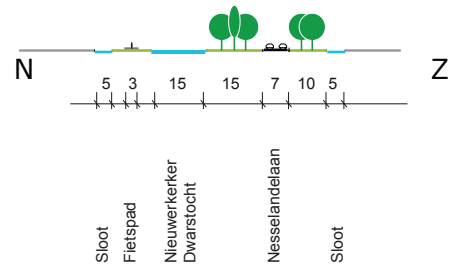 N
Z
5 3 15 15 7 10 5
Sloot
Fietspad
Nieuwerkerker
Dwarstocht
Nesselandelaan
Sloot